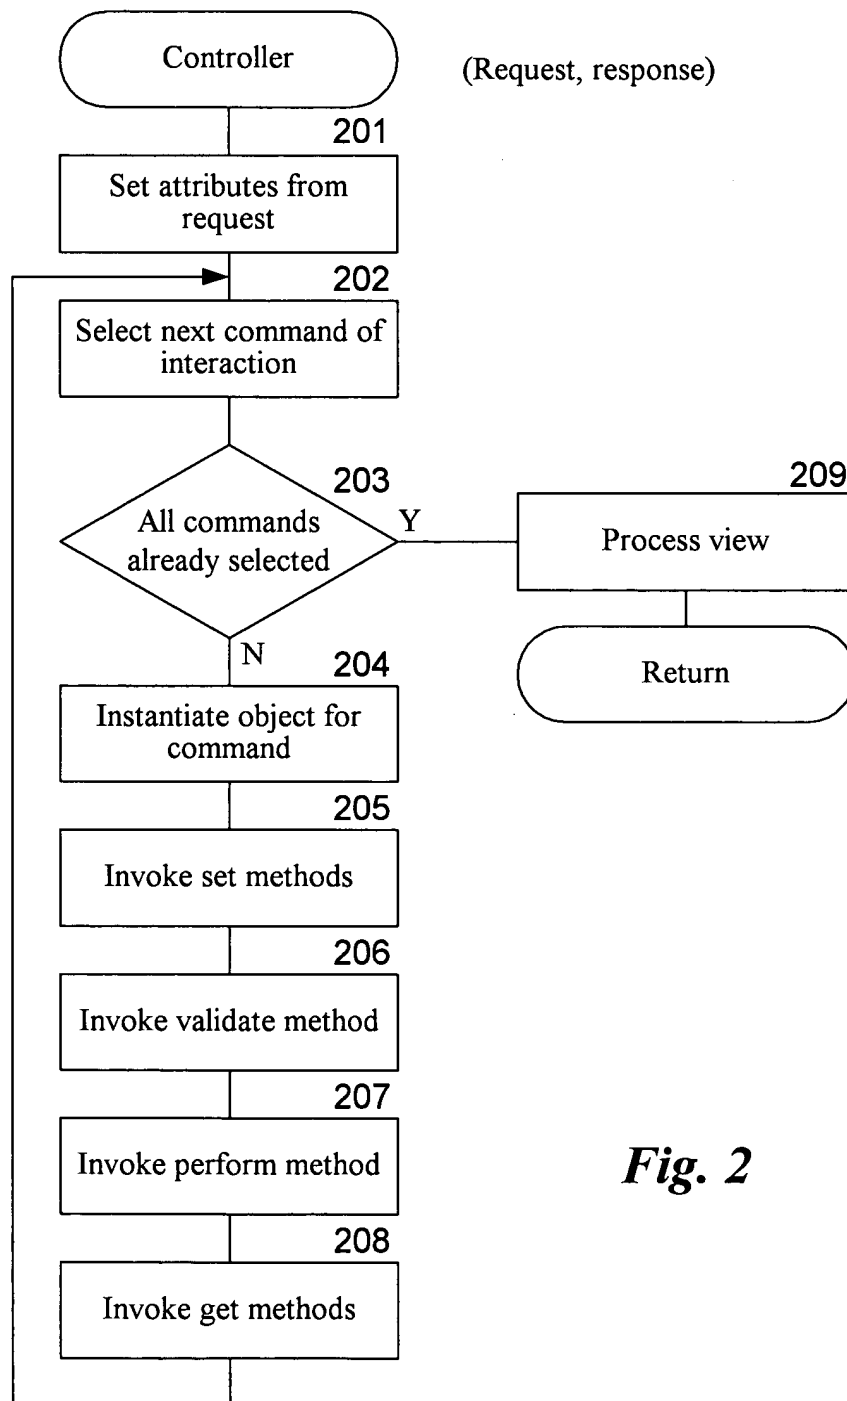 Controller
(Request, response)
201
Set attributes from
request
202
Select next command of
interaction
203
All commands
already selected
Y
N
209
Process view
Return
204
Instantiate object for
command
205
Invoke set methods
206
Invoke validate method
207
Invoke perform method
208
Invoke get methods
Fig. 2